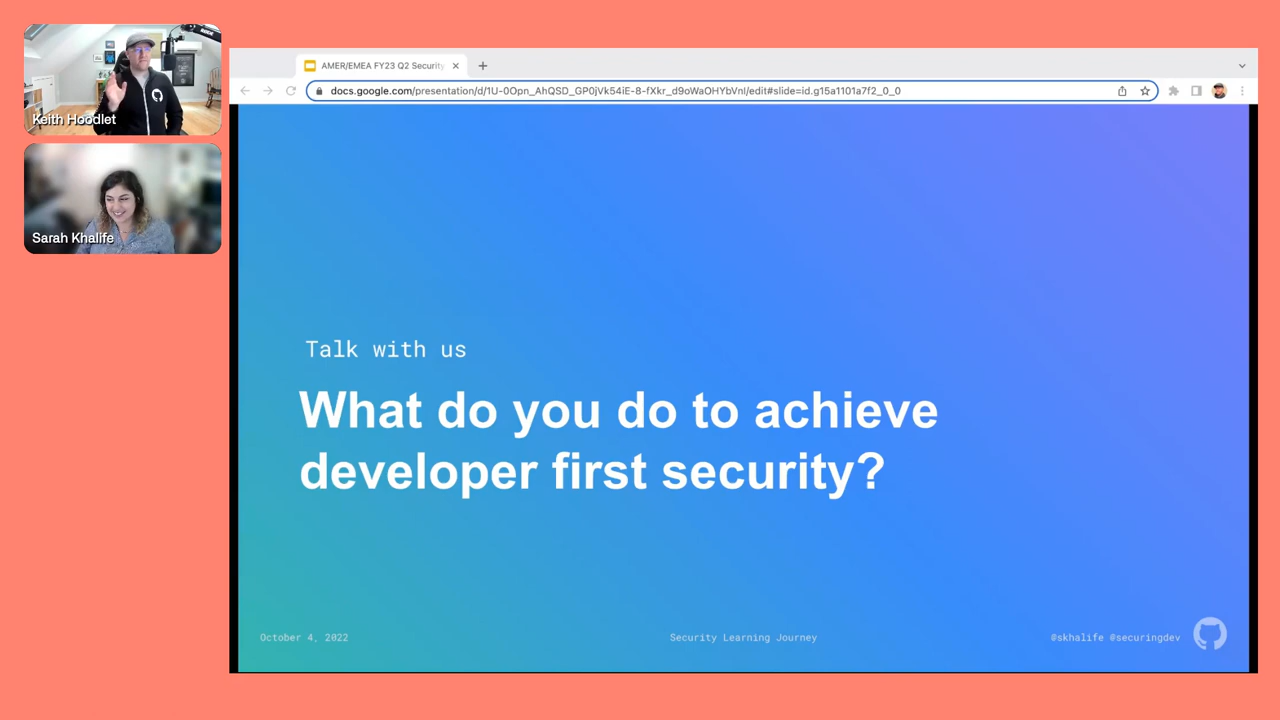 Keith Hoodlet
Sarah Khalife
AMER/EMEA FY23 Q2 Security
docs.google.com/presentation/d/1U-0Opn_AhQSD_GP0jVk54iE-8-fXkr_d9oWaOHYbVnI/edit#slide=id.g15a1101a7f2_0_0
Talk with us
What do you do to achieve
developer first security?
October 4, 2022
Security Learning Journey
@skhalife @securingdev